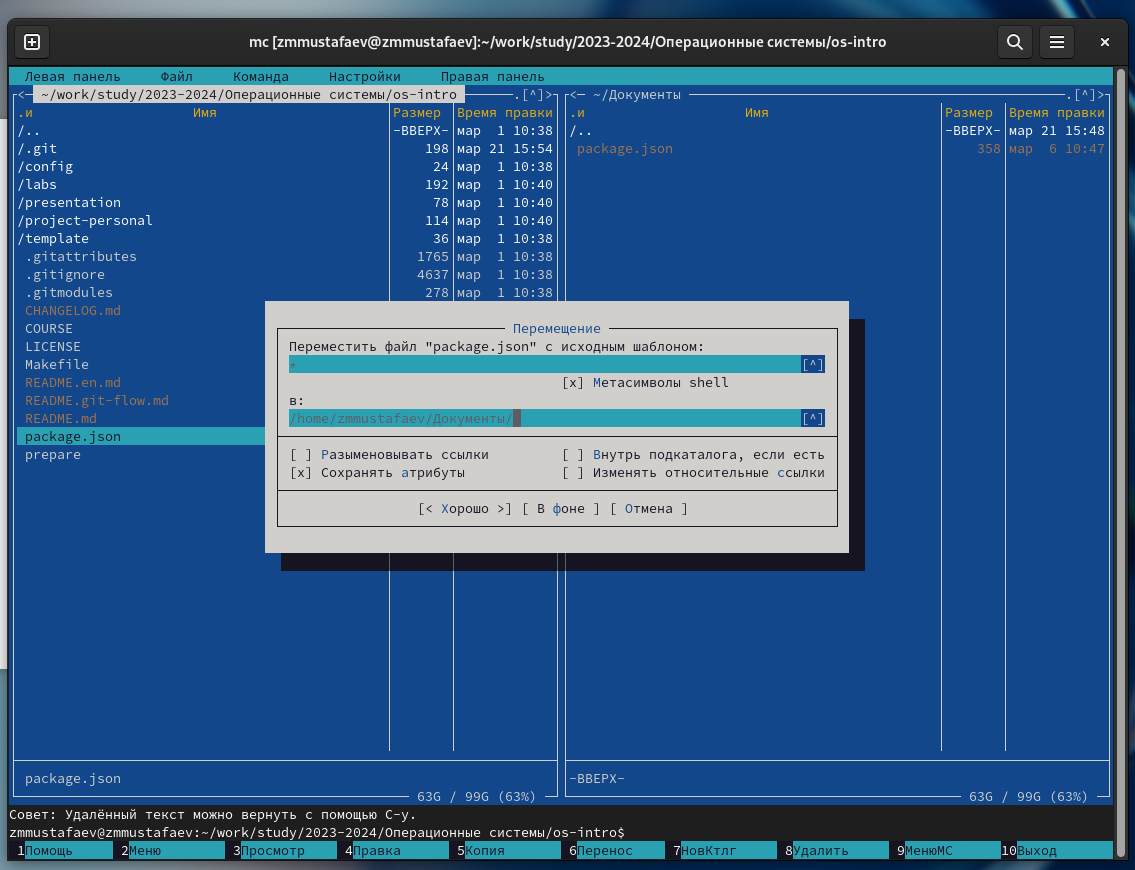 mc [zmmustafaev@zmmustafaev]:~/work/study/2023-2024/Операционные системы/os-intro
Левая панель Файл Команда Настройки Правая панель
<─ ~/work/study/2023-2024/Операционные системы/os-intro .[^]> <─ ~/Документы .[^]>
.и Имя Размер Время правки .и Имя Размер Время правки
/.. -ВВЕРХ- мар 1 10:38 /.. -ВВЕРХ- мар 21 15:48
/.git 198 мар 21 15:54 package.json 358 мар 6 10:47
/config 24 мар 1 10:38
/labs 192 мар 1 10:40
/presentation 78 мар 1 10:40
/project-personal 114 мар 1 10:40
/template 36 мар 1 10:38
.gitattributes 1765 мар 1 10:38
.gitignore 4637 мар 1 10:38
.gitmodules 278 мар 1 10:38
CHANGELOG.md
COURSE
LICENSE
Makefile
README.en.md
README.git-flow.md
README.md
package.json
prepare
Перемещение
Переместить файл "package.json" с исходным шаблоном:
* [^]
[x] Метасимволы shell
в:
/home/zmmustafaev/Документы/ [^]
[ ] Разыменовывать ссылки [ ] Внутрь подкаталога, если есть
[x] Сохранять атрибуты [ ] Изменять относительные ссылки
[< Хорошо >] [ В фоне ] [ Отмена ]
package.json -ВВЕРХ-
63G / 99G (63%) 63G / 99G (63%)
Совет: Удалённый текст можно вернуть с помощью C-y.
zmmustafaev@zmmustafaev:~/work/study/2023-2024/Операционные системы/os-intro$
1Помощь 2Меню 3Просмотр 4Правка 5Копия 6Перенос 7НовКтлг 8Удалить 9МенюMC 10Выход